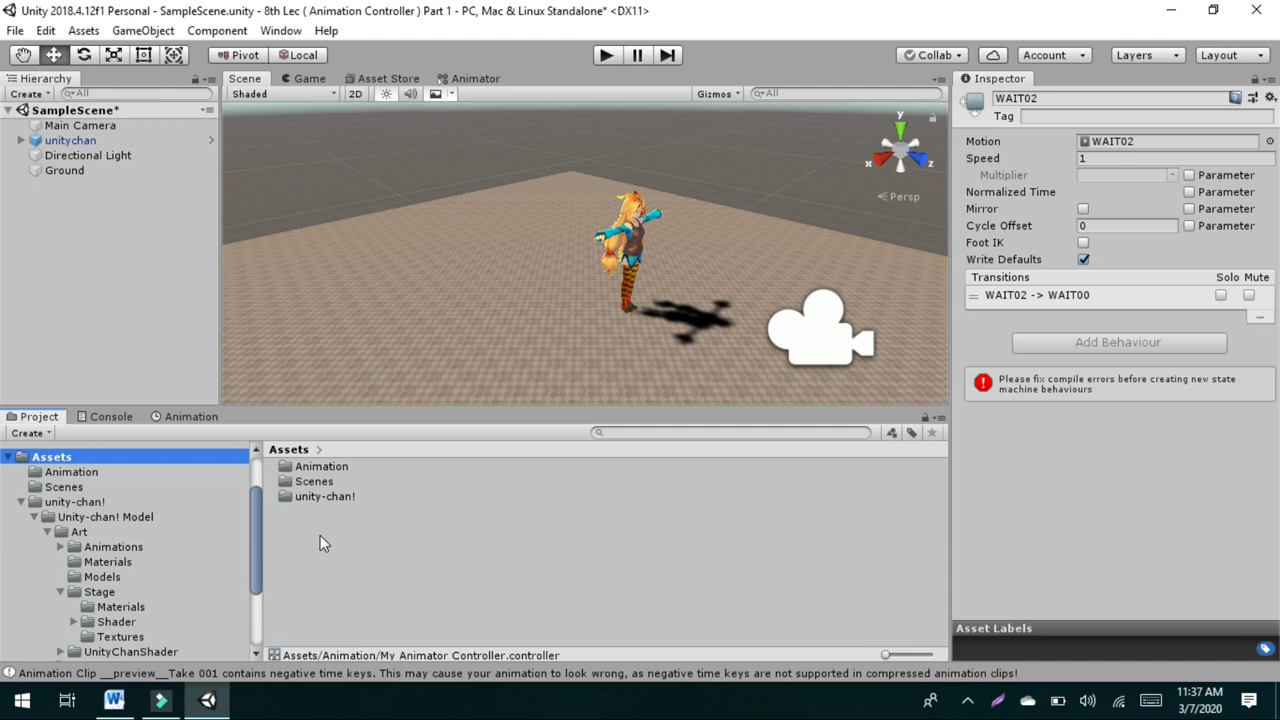 Unity 2018.4.12f1 Personal - SampleScene.unity - 8th Lec ( Animation Controller ) Part 1 - PC, Mac & Linux Standalone* <DX11>
File Edit Assets GameObject Component Window Help
Pivot Local Collab Account Layers Layout
Hierarchy
Create All
SampleScene*
Main Camera
unitychan
Directional Light
Ground
Scene Game Asset Store Animator
Shaded 2D Gizmos All
y
x
z
Persp
Inspector
WAIT02
Tag
Motion WAIT02
Speed 1
Multiplier Parameter
Normalized Time Parameter
Mirror Parameter
Cycle Offset 0 Parameter
Foot IK
Write Defaults
Transitions Solo Mute
WAIT02 -> WAIT00
Add Behaviour
Please fix compile errors before creating new state
machine behaviours
Asset Labels
Project Console Animation
Create
Assets
Animation
Scenes
unity-chan!
Unity-chan! Model
Art
Animations
Materials
Models
Stage
Materials
Shader
Textures
UnityChanShader
Assets
Animation
Scenes
unity-chan!
Assets/Animation/My Animator Controller.controller
Animation Clip __preview__Take 001 contains negative time keys. This may cause your animation to look wrong, as negative time keys are not supported in compressed animation clips!
11:37 AM
3/7/2020